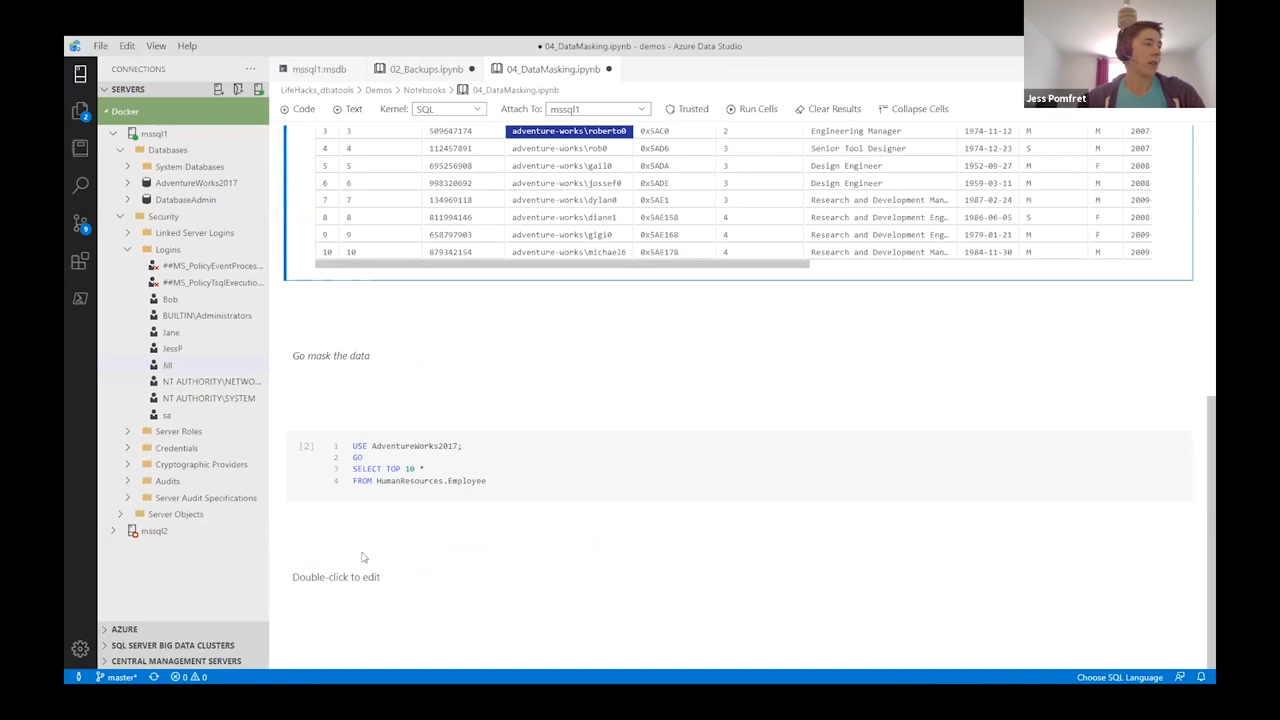 File Edit View Help
● 04_DataMasking.ipynb - demos - Azure Data Studio
Jess Pomfret
CONNECTIONS ···
SERVERS
Docker
mssql1
Databases
System Databases
AdventureWorks2017
DatabaseAdmin
Security
Linked Server Logins
Logins
##MS_PolicyEventProces...
##MS_PolicyTsqlExecutio...
Bob
BUILTIN\Administrators
Jane
JessP
Jill
NT AUTHORITY\NETWO...
NT AUTHORITY\SYSTEM
sa
Server Roles
Credentials
Cryptographic Providers
Audits
Server Audit Specifications
Server Objects
mssql2
AZURE
SQL SERVER BIG DATA CLUSTERS
CENTRAL MANAGEMENT SERVERS
2
9
mssql1:msdb 02_Backups.ipynb ● 04_DataMasking.ipynb ●
LifeHacks_dbatools > Demos > Notebooks > 04_DataMasking.ipynb
Code Text Kernel: SQL Attach To: mssql1 Trusted Run Cells Clear Results Collapse Cells
3 3 509647174 adventure-works\roberto0 0x5AC0 2 Engineering Manager 1974-11-12 M M 2007-
4 4 112457891 adventure-works\rob0 0x5AD6 3 Senior Tool Designer 1974-12-23 S M 2007-
5 5 695256908 adventure-works\gail0 0x5ADA 3 Design Engineer 1952-09-27 M F 2008-
6 6 998320692 adventure-works\jossef0 0x5ADE 3 Design Engineer 1959-03-11 M M 2008-
7 7 134969118 adventure-works\dylan0 0x5AE1 3 Research and Development Man… 1987-02-24 M M 2009-
8 8 811994146 adventure-works\diane1 0x5AE158 4 Research and Development Eng… 1986-06-05 S F 2008-
9 9 658797903 adventure-works\gigi0 0x5AE168 4 Research and Development Eng… 1979-01-21 M F 2009-
10 10 879342154 adventure-works\michael6 0x5AE178 4 Research and Development Man… 1984-11-30 M M 2009-
Go mask the data
[2] 1 USE AdventureWorks2017;
2 GO
3 SELECT TOP 10 *
4 FROM HumanResources.Employee
Double-click to edit
master* 0 0 Choose SQL Language